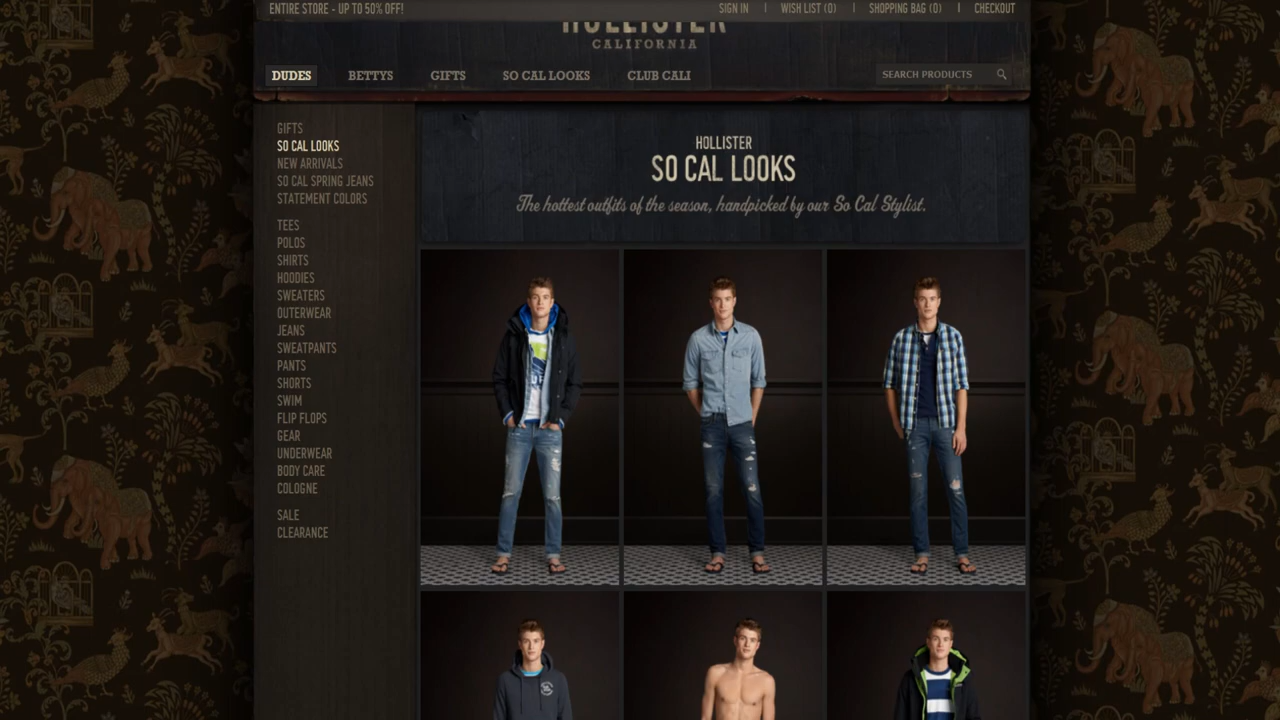 ENTIRE STORE - UP TO 50% OFF!
SIGN IN | WISH LIST (0) | SHOPPING BAG (0) | CHECKOUT
HOLLISTER
CALIFORNIA
DUDES BETTYS GIFTS SO CAL LOOKS CLUB CALI SEARCH PRODUCTS
GIFTS
SO CAL LOOKS
NEW ARRIVALS
SO CAL SPRING JEANS
STATEMENT COLORS
TEES
POLOS
SHIRTS
HOODIES
SWEATERS
OUTERWEAR
JEANS
SWEATPANTS
PANTS
SHORTS
SWIM
FLIP FLOPS
GEAR
UNDERWEAR
BODY CARE
COLOGNE
SALE
CLEARANCE
HOLLISTER
SO CAL LOOKS
The hottest outfits of the season, handpicked by our So Cal Stylist.